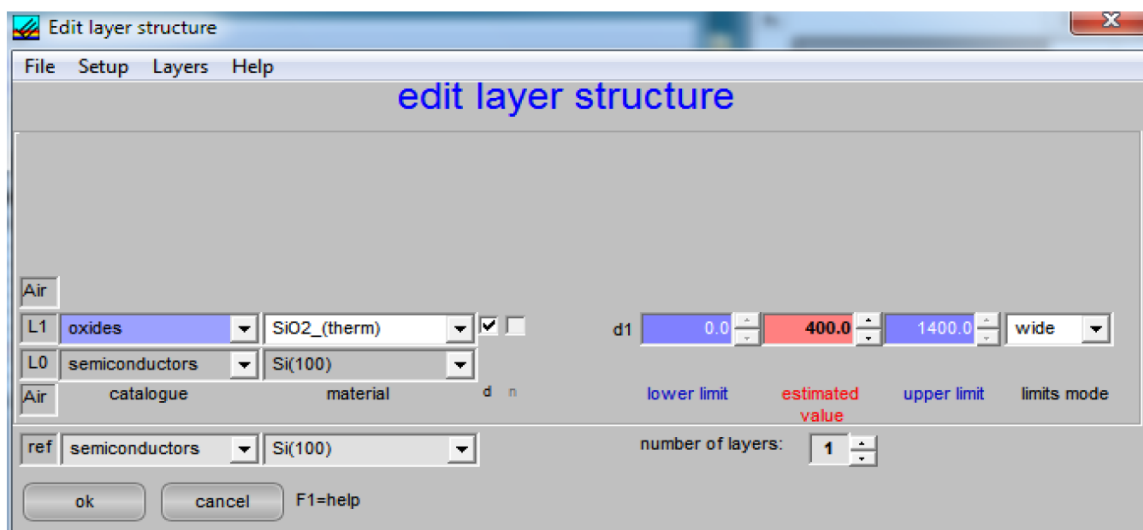 Edit layer structure
File Setup Layers Help
edit layer structure
Air
L1 oxides SiO2_(therm) d1 0.0 400.0 1400.0 wide
L0 semiconductors Si(100)
Air catalogue material d n lower limit estimated value upper limit limits mode
ref semiconductors Si(100) number of layers: 1
ok cancel F1=help